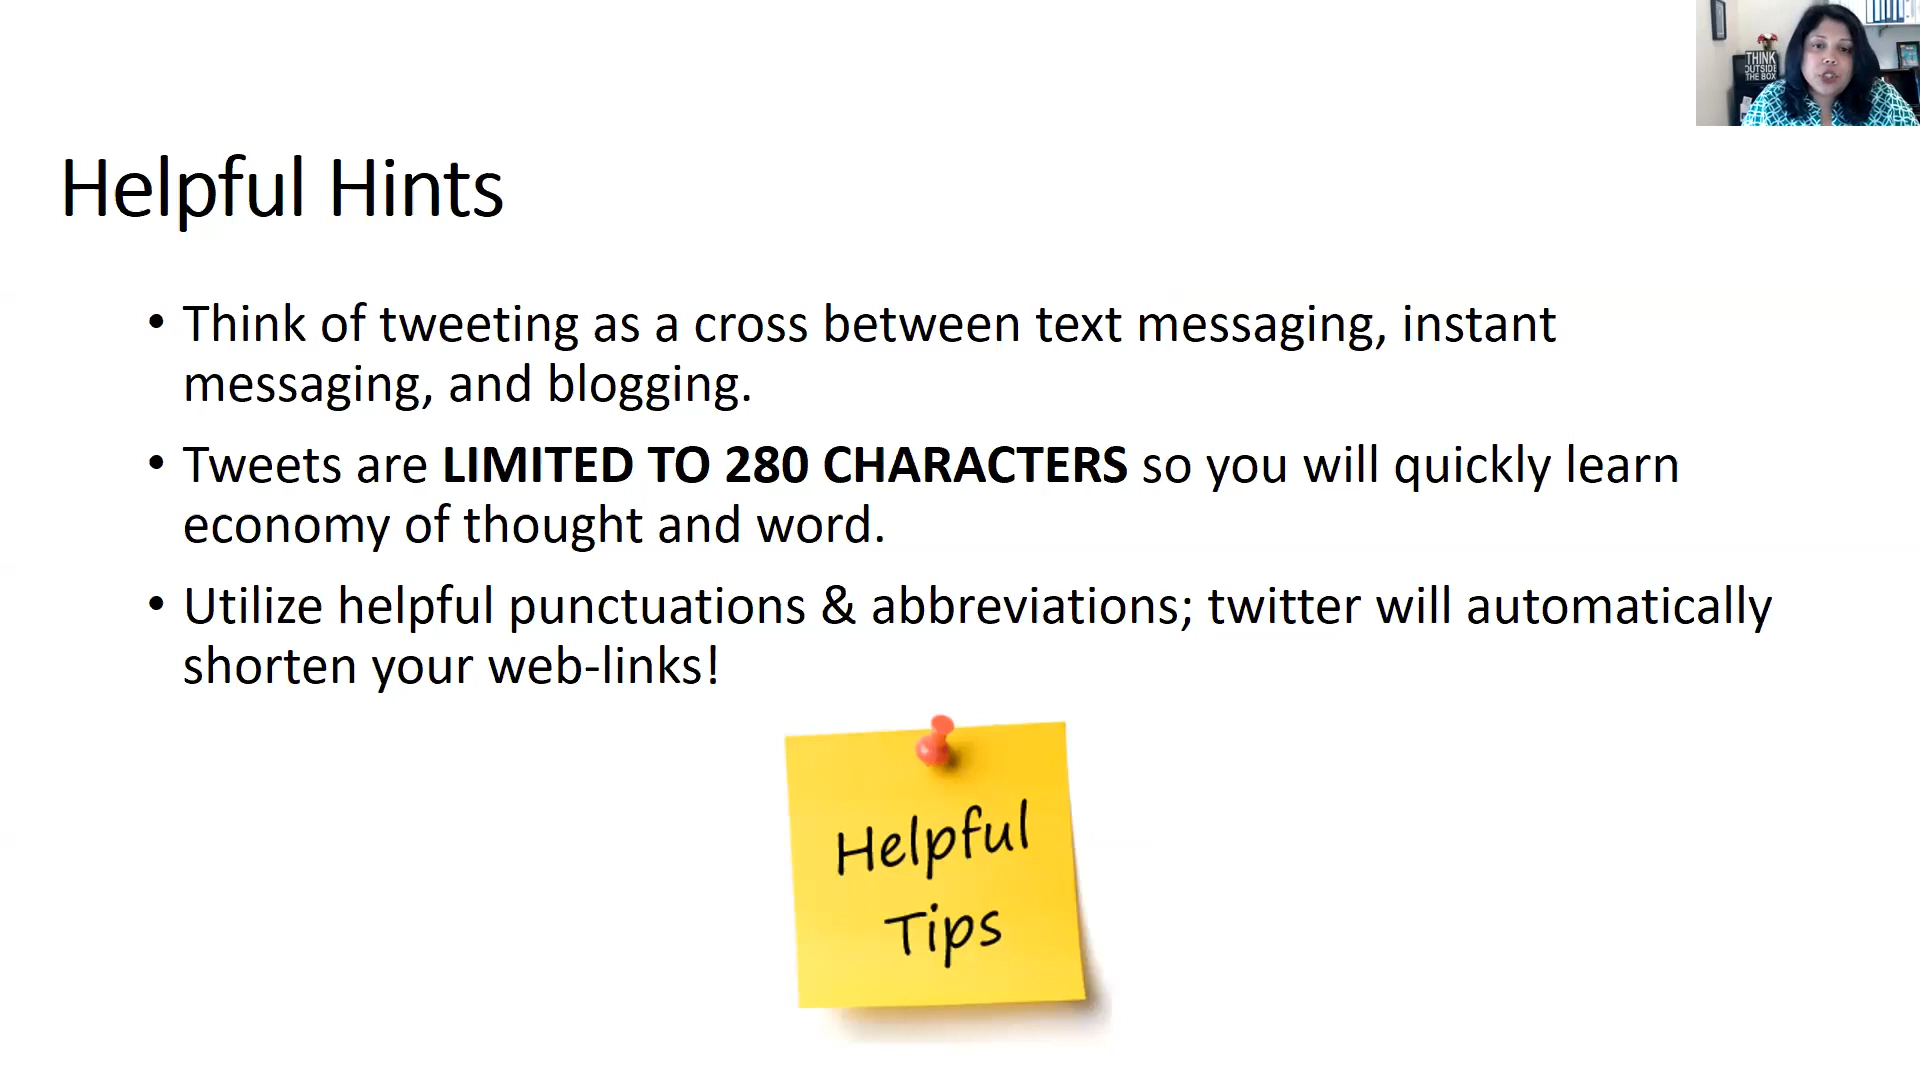 THINK
OUTSIDE
THE BOX
Helpful Hints
• Think of tweeting as a cross between text messaging, instant
messaging, and blogging.
• Tweets are LIMITED TO 280 CHARACTERS so you will quickly learn
economy of thought and word.
• Utilize helpful punctuations & abbreviations; twitter will automatically
shorten your web-links!
Helpful
Tips